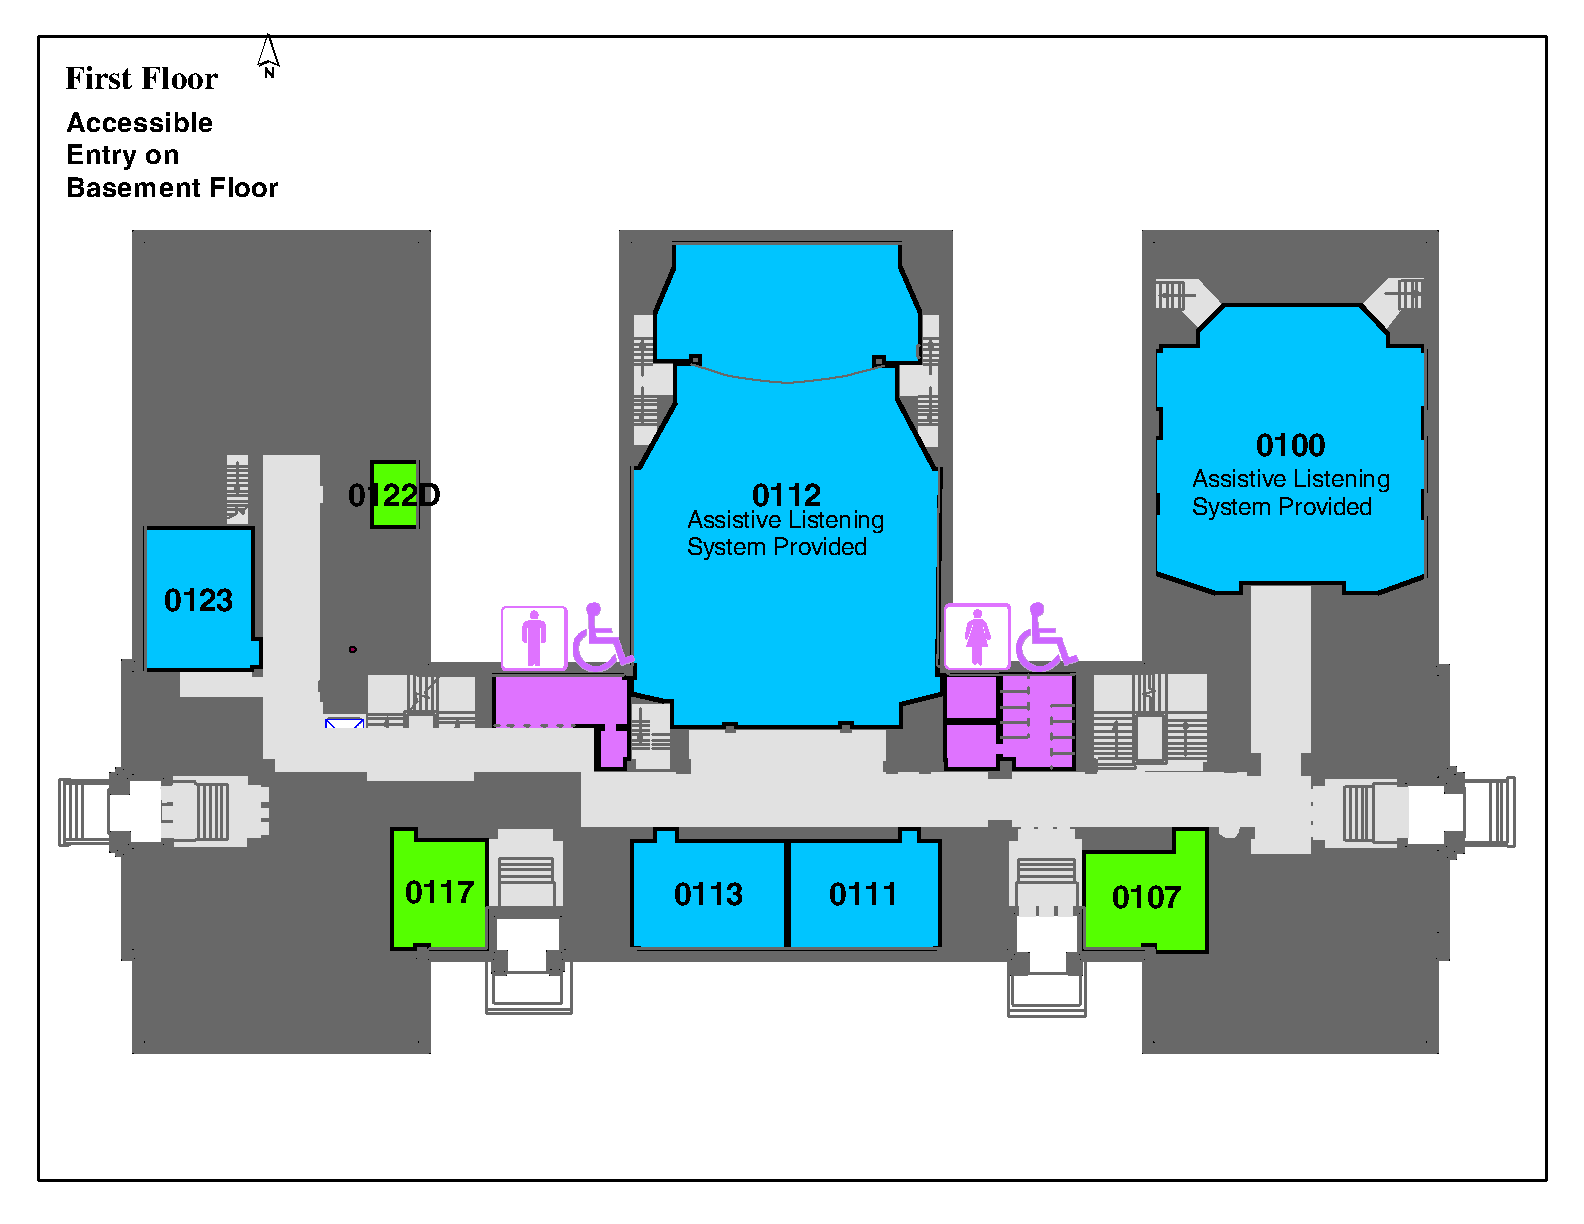 N
First Floor
Accessible
Entry on
Basement Floor
0100
Assistive Listening
System Provided
0122D
0112
Assistive Listening
System Provided
0123
0117
0113
0111
0107